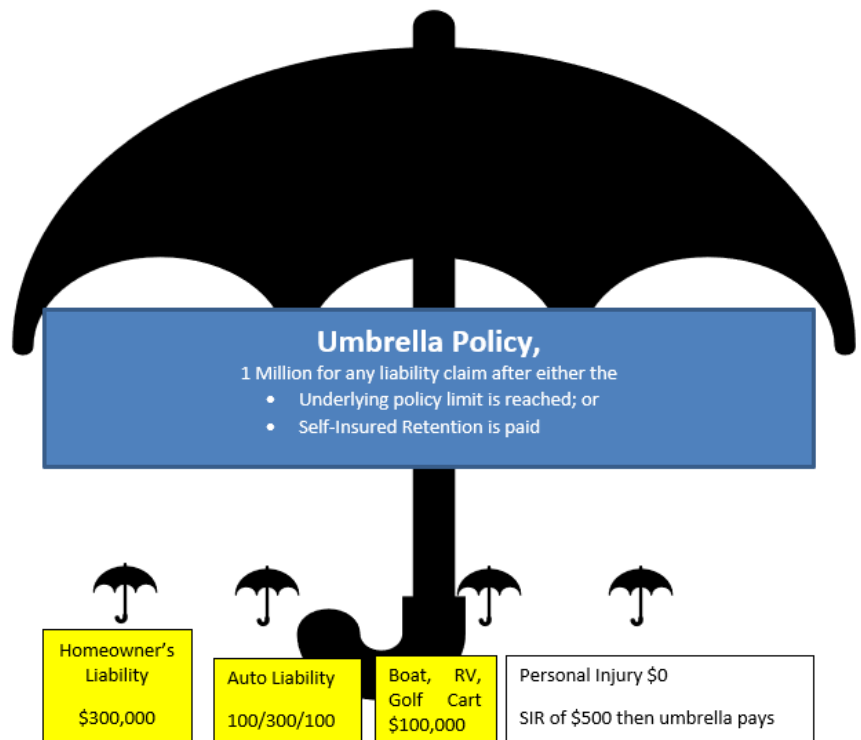 Umbrella Policy,
1 Million for any liability claim after either the
• Underlying policy limit is reached; or
• Self-Insured Retention is paid
Homeowner’s
Liability
$300,000
Auto Liability
100/300/100
Boat, RV,
Golf Cart
$100,000
Personal Injury $0
SIR of $500 then umbrella pays